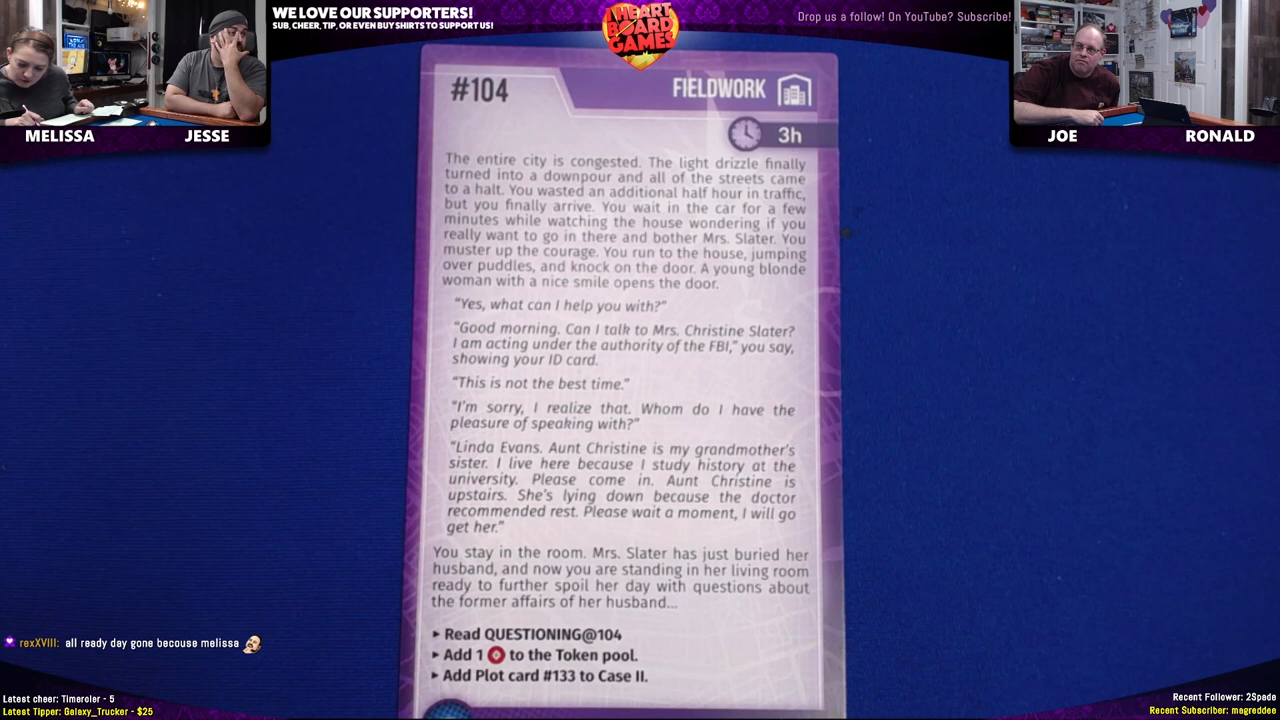 WE LOVE OUR SUPPORTERS!
SUB, CHEER, TIP, OR EVEN BUY SHIRTS TO SUPPORT US!
I HEART
BOARD
GAMES
Drop us a follow! On YouTube? Subscribe!
MELISSA
JESSE
JOE
RONALD
#104
FIELDWORK
3h
The entire city is congested. The light drizzle finally
turned into a downpour and all of the streets came
to a halt. You wasted an additional half hour in traffic,
but you finally arrive. You wait in the car for a few
minutes while watching the house wondering if you
really want to go in there and bother Mrs. Slater. You
muster up the courage. You run to the house, jumping
over puddles, and knock on the door. A young blonde
woman with a nice smile opens the door.
"Yes, what can I help you with?"
"Good morning. Can I talk to Mrs. Christine Slater?
I am acting under the authority of the FBI," you say,
showing your ID card.
"This is not the best time."
"I'm sorry, I realize that. Whom do I have the
pleasure of speaking with?"
"Linda Evans. Aunt Christine is my grandmother's
sister. I live here because I study history at the
university. Please come in. Aunt Christine is
upstairs. She's lying down because the doctor
recommended rest. Please wait a moment, I will go
get her."
You stay in the room. Mrs. Slater has just buried her
husband, and now you are standing in her living room
ready to further spoil her day with questions about
the former affairs of her husband...
▸ Read QUESTIONING@104
▸ Add 1 to the Token pool.
▸ Add Plot card #133 to Case II.
rexXVIII: all ready day gone becouse melissa
Latest cheer: Timeroler - 5
Latest Tipper: Galaxy_Trucker - $25
Recent Follower: 2Spade
Recent Subscriber: magreddee